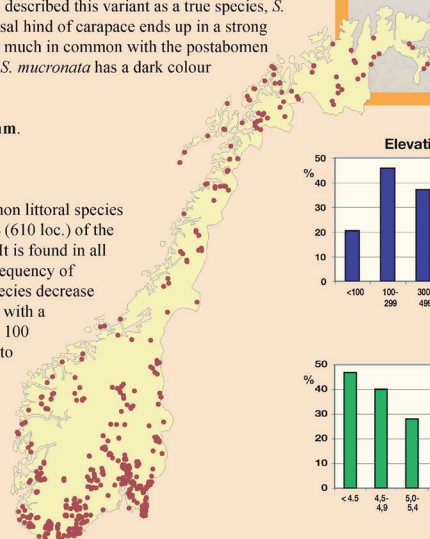 described this variant as a true species, S.
sal hind of carapace ends up in a strong
much in common with the postabomen
S. mucronata has a dark colour
m.
non littoral species
(610 loc.) of the
It is found in all
equency of
ecies decrease
with a
100
to
Elevati
50
%
40
30
20
10
0
<100
100-
299
300
499
50
%
40
30
20
10
0
< 4.5
4,5-
4,9
5,0-
5,4